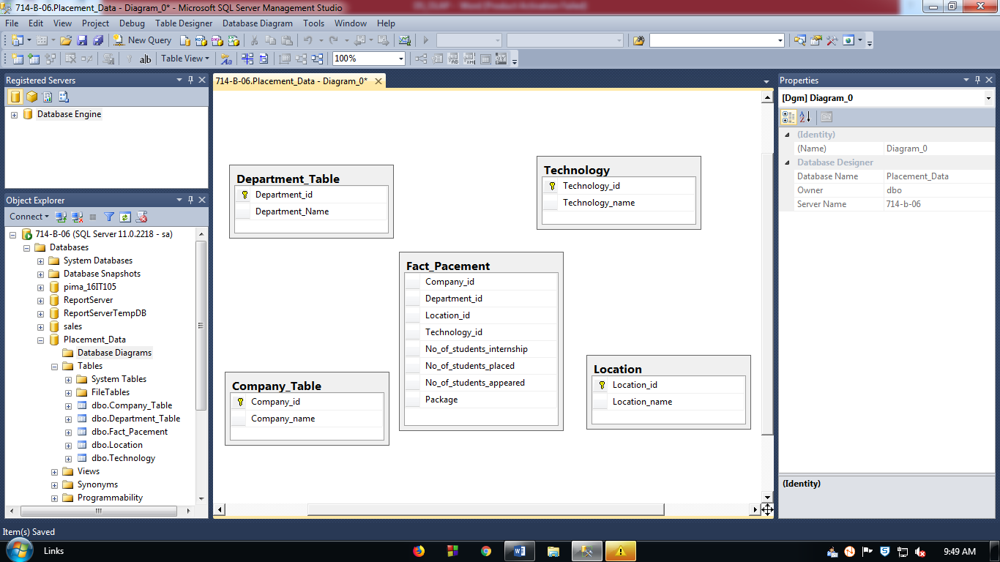 714-B-06.Placement_Data - Diagram_0* - Microsoft SQL Server Management Studio
File Edit View Project Debug Table Designer Database Diagram Tools Window Help
New Query
Table View 100%
Registered Servers
Database Engine
Object Explorer
Connect
714-B-06 (SQL Server 11.0.2218 - sa)
Databases
System Databases
Database Snapshots
pima_16IT105
ReportServer
ReportServerTempDB
sales
Placement_Data
Database Diagrams
Tables
System Tables
FileTables
dbo.Company_Table
dbo.Department_Table
dbo.Fact_Pacement
dbo.Location
dbo.Technology
Views
Synonyms
Programmability
714-B-06.Placement_Data - Diagram_0*
Department_Table
Department_id
Department_Name
Technology
Technology_id
Technology_name
Fact_Pacement
Company_id
Department_id
Location_id
Technology_id
No_of_students_internship
No_of_students_placed
No_of_students_appeared
Package
Company_Table
Company_id
Company_name
Location
Location_id
Location_name
Properties
[Dgm] Diagram_0
(Identity)
(Name) Diagram_0
Database Designer
Database Name Placement_Data
Owner dbo
Server Name 714-b-06
(Identity)
Item(s) Saved
Links
9:49 AM